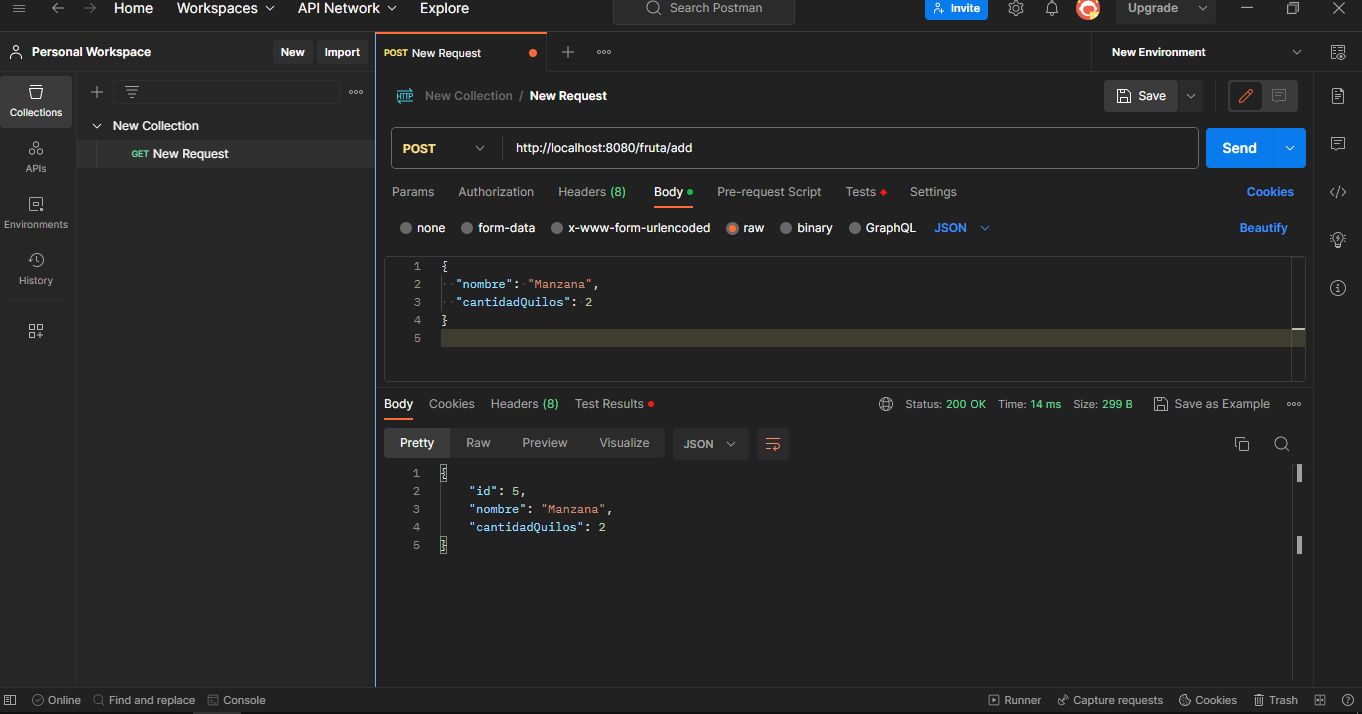 Home Workspaces API Network Explore Search Postman Invite Upgrade
Personal Workspace New Import
POST New Request
New Environment
Collections
APIs
Environments
History
New Collection
GET New Request
HTTP New Collection / New Request Save
POST http://localhost:8080/fruta/add Send
Params Authorization Headers (8) Body Pre-request Script Tests Settings Cookies
none form-data x-www-form-urlencoded raw binary GraphQL JSON Beautify
1 {
2 "nombre": "Manzana",
3 "cantidadQuilos": 2
4 }
5
Body Cookies Headers (8) Test Results Status: 200 OK Time: 14 ms Size: 299 B Save as Example
Pretty Raw Preview Visualize JSON
1 {
2 "id": 5,
3 "nombre": "Manzana",
4 "cantidadQuilos": 2
5 }
Online Find and replace Console Runner Capture requests Cookies Trash